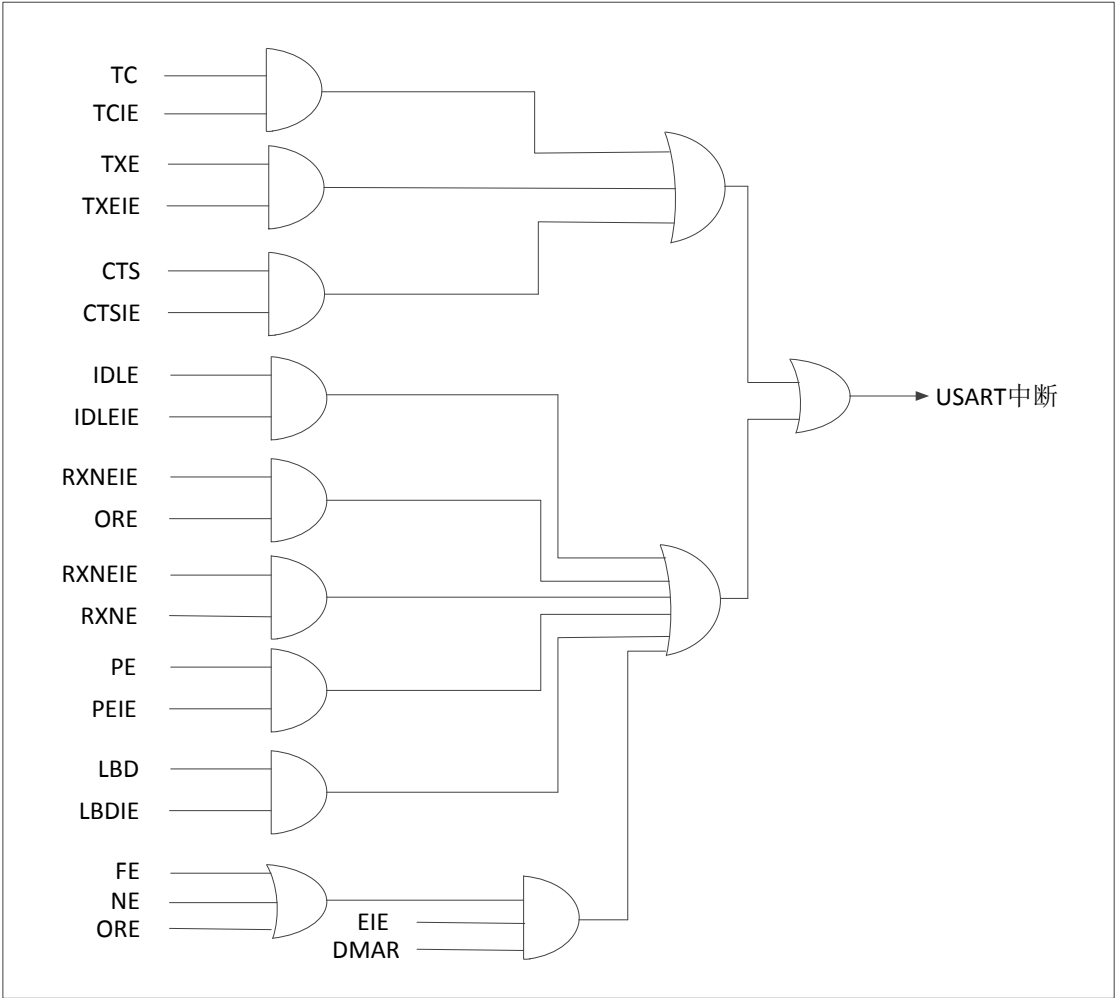 TC
TCIE
TXE
TXEIE
CTS
CTSIE
IDLE
IDLEIE
USART中断
RXNEIE
ORE
RXNEIE
RXNE
PE
PEIE
LBD
LBDIE
FE
NE
ORE
EIE
DMAR